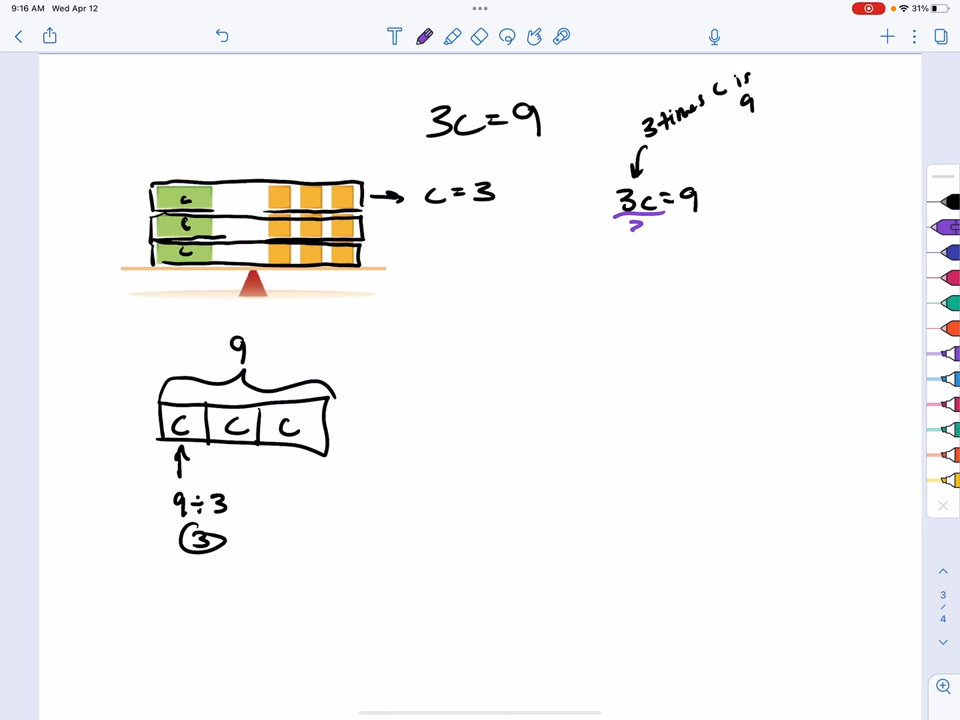 9:16 AM Wed Apr 12
31%
T
3c=9
3 times c is
9
c
c=3
3c=9
c
c
9
c c c
9÷3
3
3
/
4